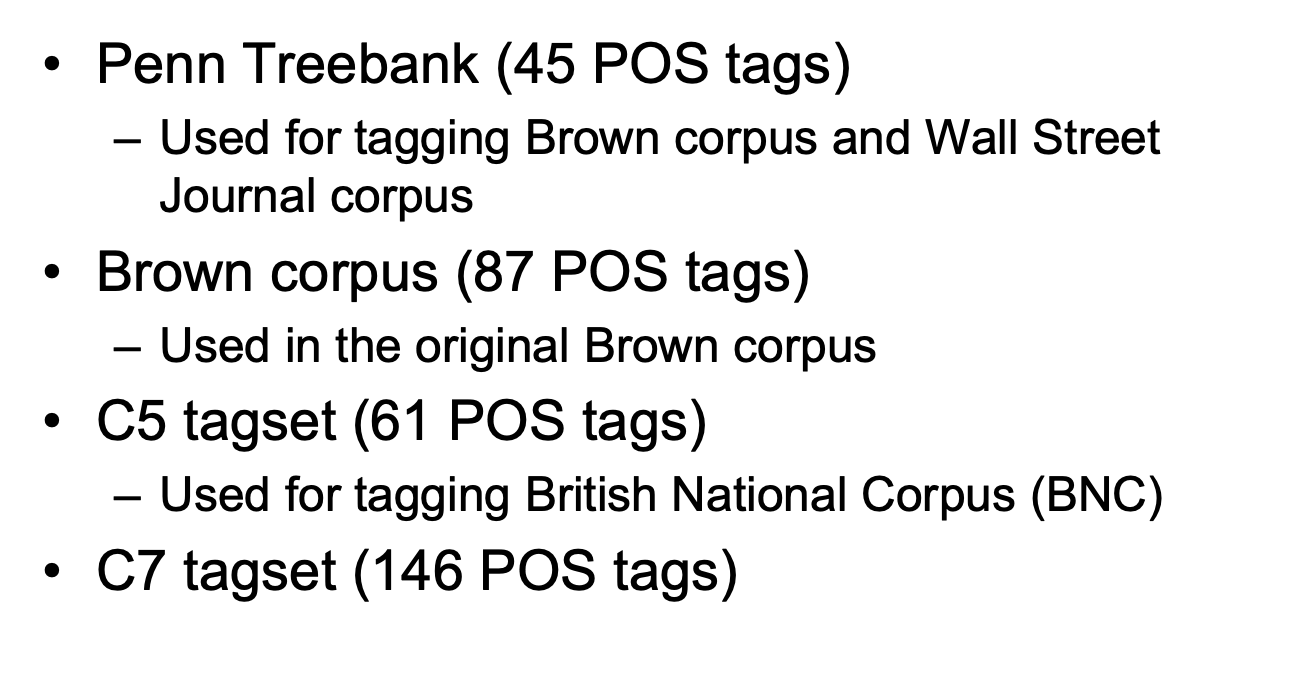 • Penn Treebank (45 POS tags)
– Used for tagging Brown corpus and Wall Street
Journal corpus
• Brown corpus (87 POS tags)
– Used in the original Brown corpus
• C5 tagset (61 POS tags)
– Used for tagging British National Corpus (BNC)
• C7 tagset (146 POS tags)